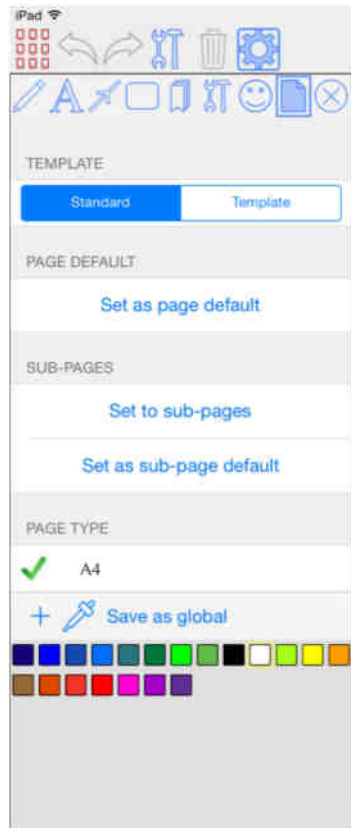 iPad
TEMPLATE
Standard
Template
PAGE DEFAULT
Set as page default
SUB-PAGES
Set to sub-pages
Set as sub-page default
PAGE TYPE
A4
Save as global